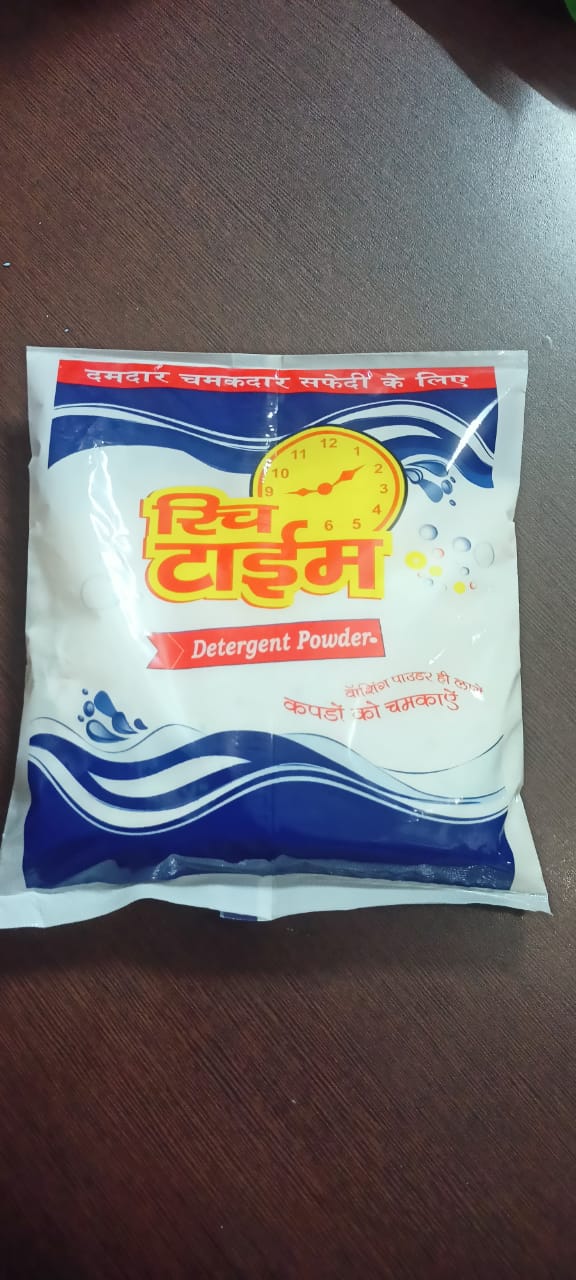 दमदार चमकदार सफेदी के लिए
12
11
1
10
2
9
3
4
6
5
रिच
टाईम
Detergent Powder
वॅाशिंग पाउडर ही लाये
कपडों को चमकाऐं